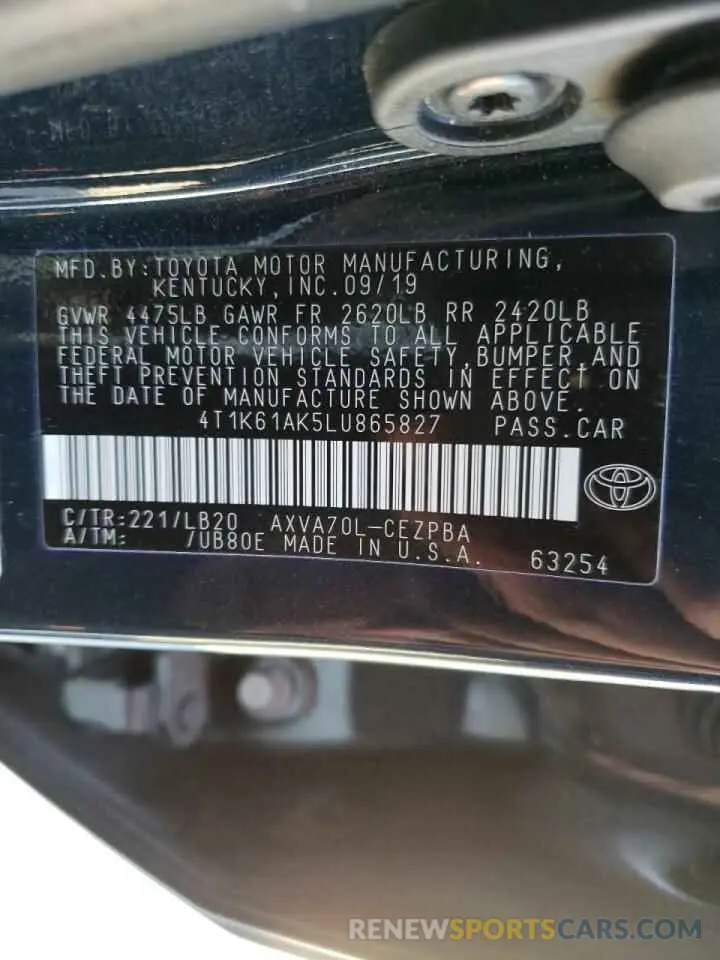 MFD.BY:TOYOTA MOTOR MANUFACTURING,
KENTUCKY,INC.09/19
GVWR 4475LB GAWR FR 2620LB RR 2420LB
THIS VEHICLE CONFORMS TO ALL APPLICABLE
FEDERAL MOTOR VEHICLE SAFETY,BUMPER,AND
THEFT PREVENTION STANDARDS IN EFFECT ON
THE DATE OF MANUFACTURE SHOWN ABOVE.
4T1K61AK5LU865827 PASS.CAR
C/TR:221/LB20 AXVA70L-CEZPBA
A/TM: /UB80E MADE IN U.S.A. 63254
RENEWSPORTSCARS.COM